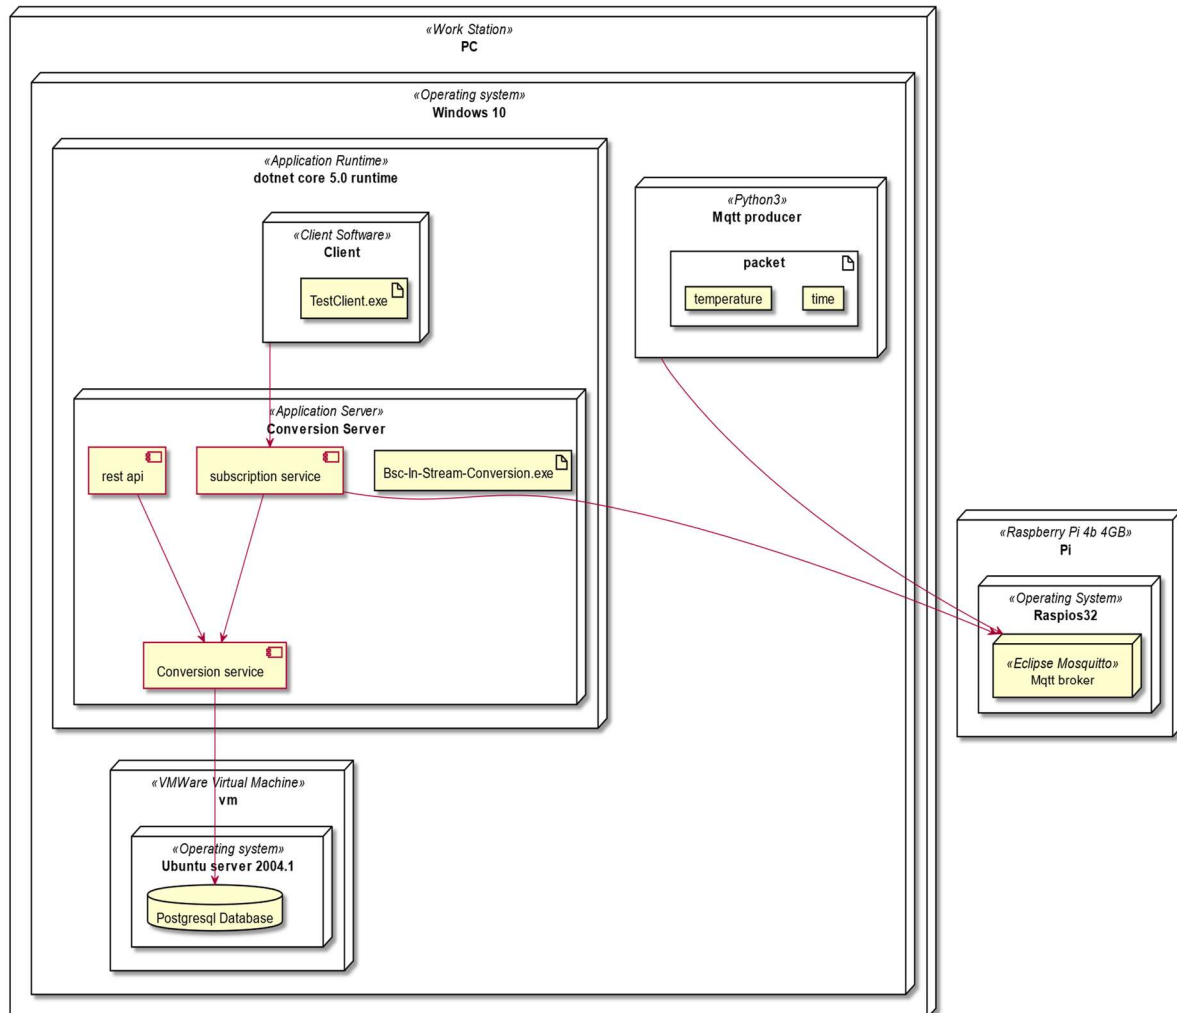 «Work Station»
PC
«Operating system»
Windows 10
«Application Runtime»
dotnet core 5.0 runtime
«Client Software»
Client
TestClient.exe
«Python3»
Mqtt producer
packet
temperature
time
«Application Server»
Conversion Server
rest api
subscription service
Bsc-In-Stream-Conversion.exe
Conversion service
«Raspberry Pi 4b 4GB»
Pi
«Operating System»
Raspios32
«Eclipse Mosquitto»
Mqtt broker
«VMWare Virtual Machine»
vm
«Operating system»
Ubuntu server 2004.1
Postgresql Database